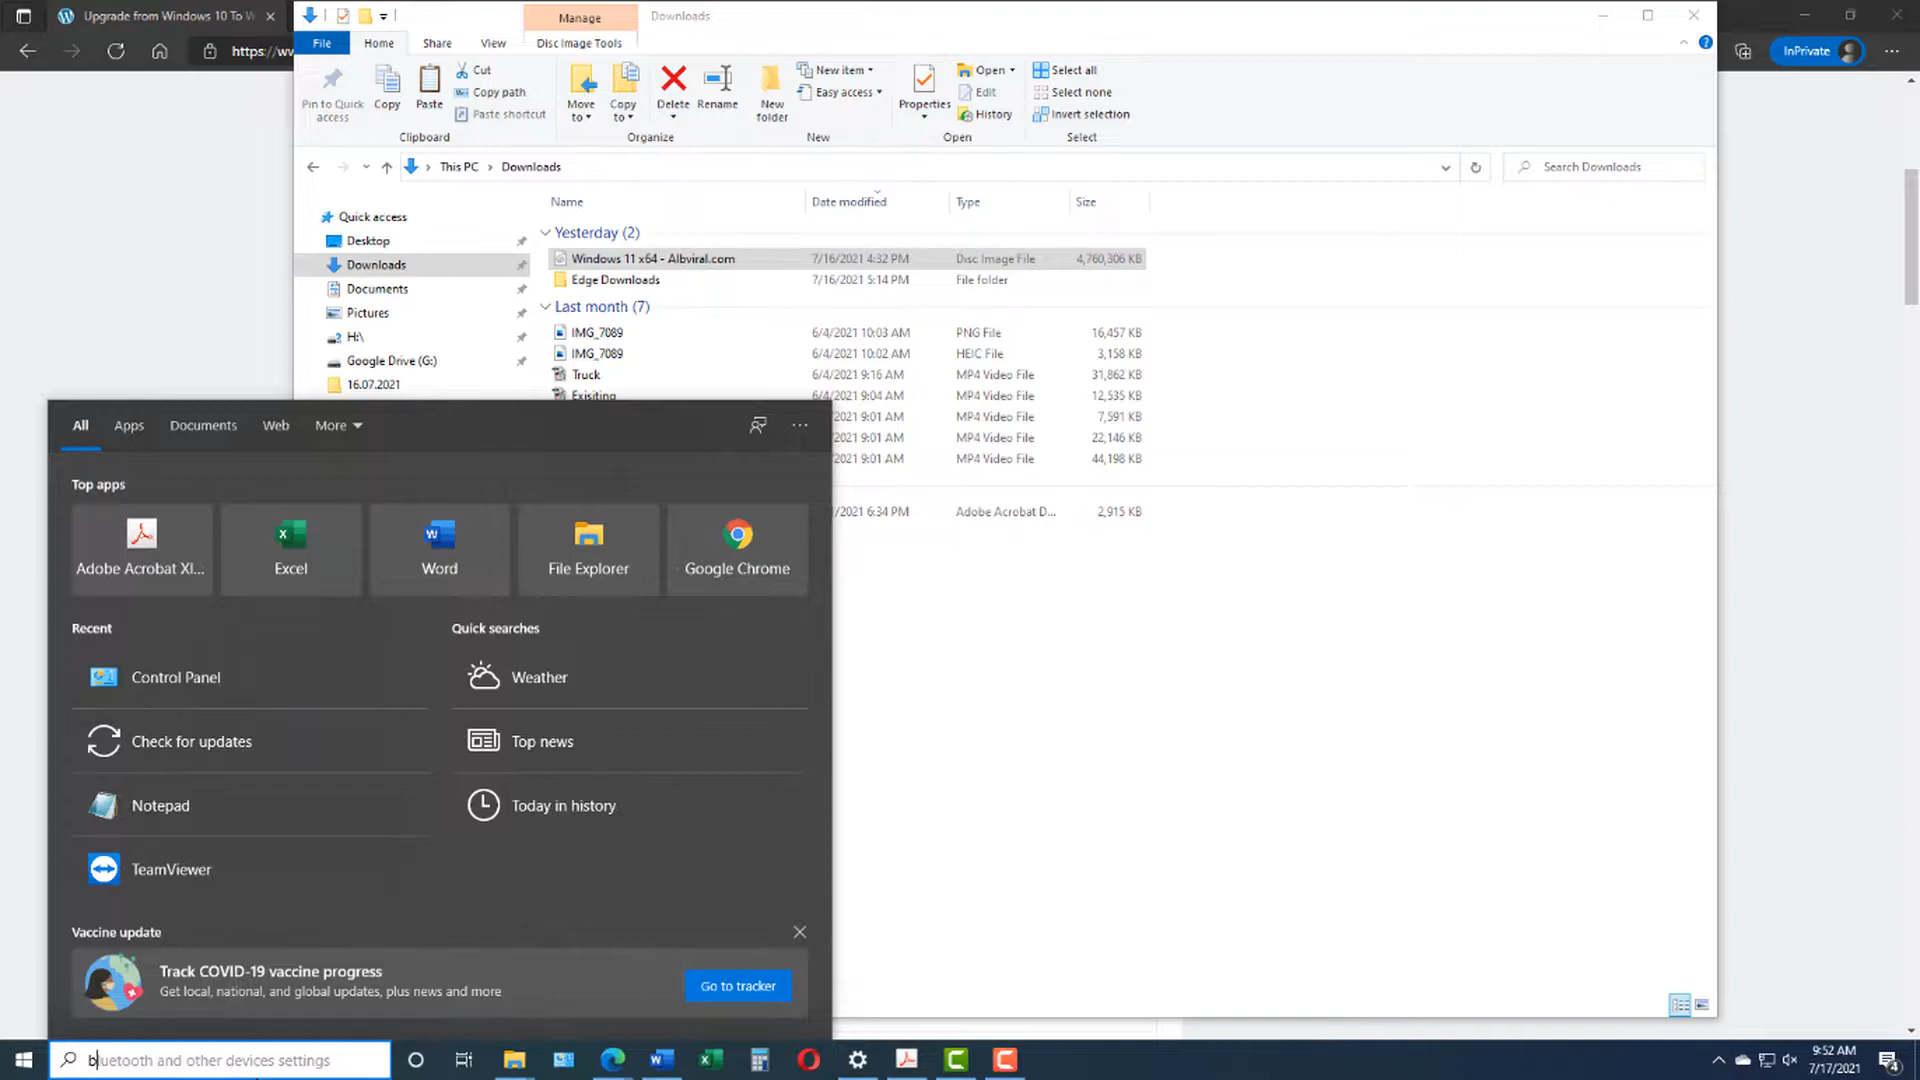 Upgrade from Windows 10 To W
Manage
Downloads
https://ww
InPrivate
File
Home
Share
View
Disc Image Tools
Pin to Quick access
Copy
Paste
Cut
Copy path
Paste shortcut
Clipboard
Move to
Copy to
Delete
Rename
Organize
New folder
New item
Easy access
New
Properties
Open
Edit
History
Open
Select all
Select none
Invert selection
Select
This PC > Downloads
Search Downloads
Name
Date modified
Type
Size
Quick access
Desktop
Downloads
Documents
Pictures
H:\
Google Drive (G:)
16.07.2021
Yesterday (2)
Windows 11 x64 - Albviral.com 7/16/2021 4:32 PM Disc Image File 4,760,306 KB
Edge Downloads 7/16/2021 5:14 PM File folder
Last month (7)
IMG_7089 6/4/2021 10:03 AM PNG File 16,457 KB
IMG_7089 6/4/2021 10:02 AM HEIC File 3,158 KB
Truck 6/4/2021 9:16 AM MP4 Video File 31,862 KB
Exisiting 6/4/2021 9:04 AM MP4 Video File 12,535 KB
2021 9:01 AM MP4 Video File 7,591 KB
2021 9:01 AM MP4 Video File 22,146 KB
2021 9:01 AM MP4 Video File 44,198 KB
/2021 6:34 PM Adobe Acrobat D... 2,915 KB
All
Apps
Documents
Web
More
Top apps
Adobe Acrobat XI...
Excel
Word
File Explorer
Google Chrome
Recent
Control Panel
Check for updates
Notepad
TeamViewer
Quick searches
Weather
Top news
Today in history
Vaccine update
Track COVID-19 vaccine progress
Get local, national, and global updates, plus news and more
Go to tracker
bluetooth and other devices settings
9:52 AM
7/17/2021
4